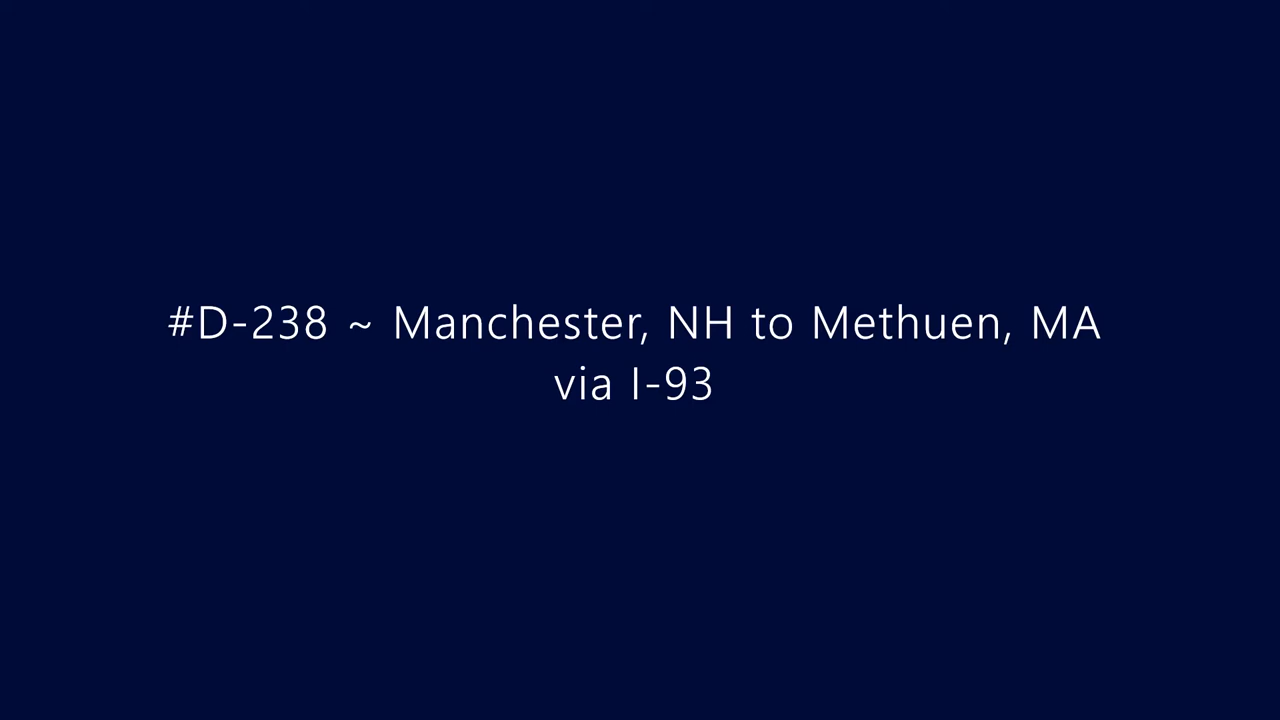 #D-238 ~ Manchester, NH to Methuen, MA
via I-93